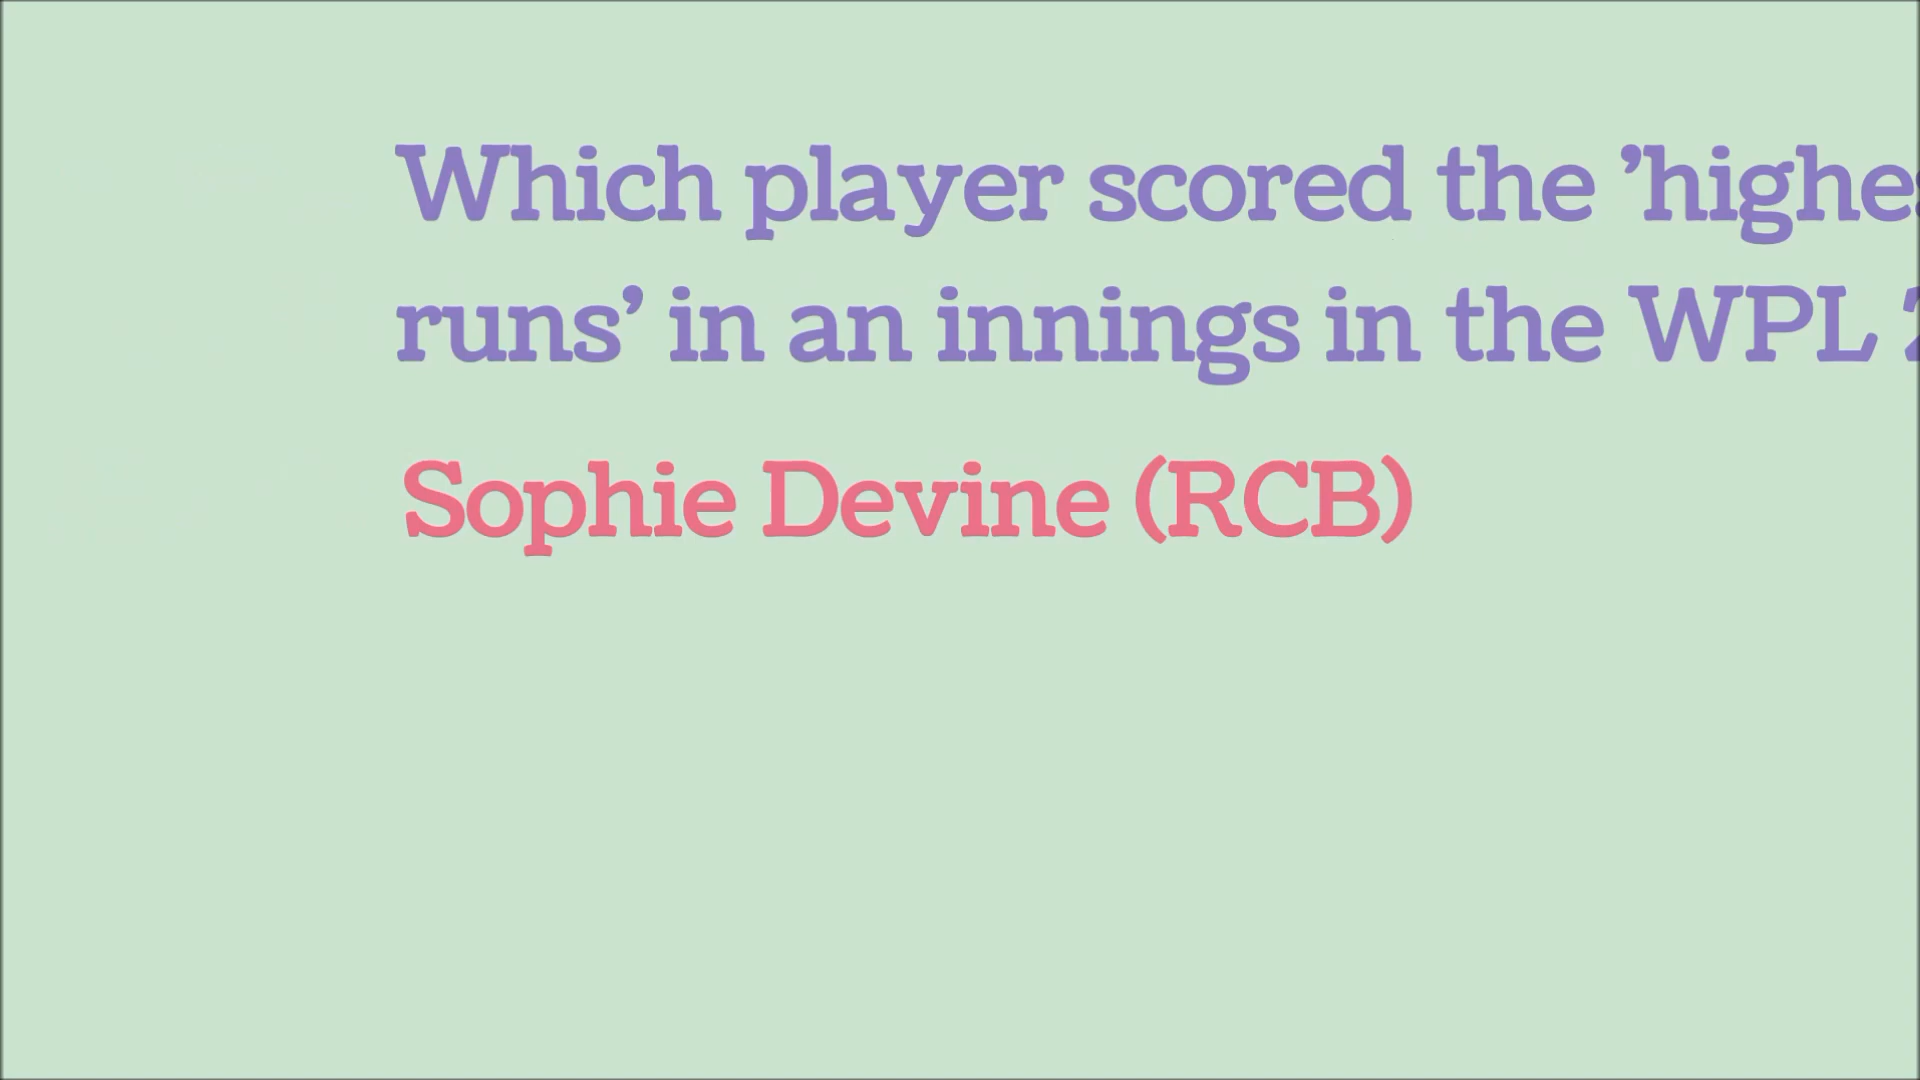 Which player scored the ’highe
runs’ in an innings in the WPL
Sophie Devine (RCB)